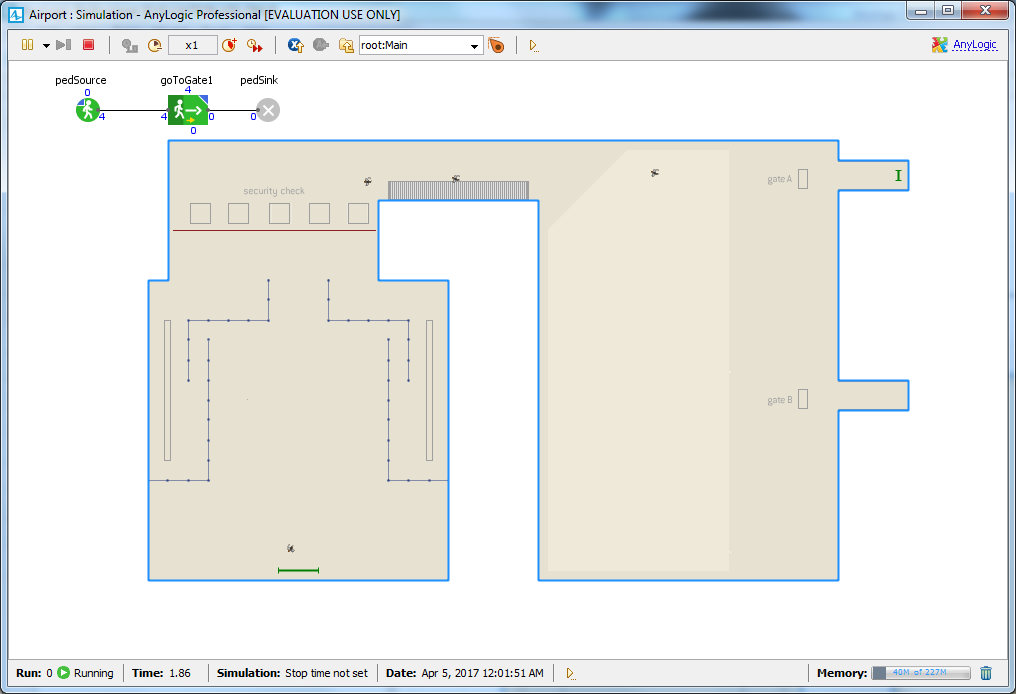 Airport : Simulation - AnyLogic Professional [EVALUATION USE ONLY]
x1
root:Main
AnyLogic
pedSource
goToGate1
pedSink
0
4
4
4
0
0
0
security check
gate A
gate B
Run: 0 Running Time: 1.86 Simulation: Stop time not set Date: Apr 5, 2017 12:01:51 AM Memory: 40M of 227M